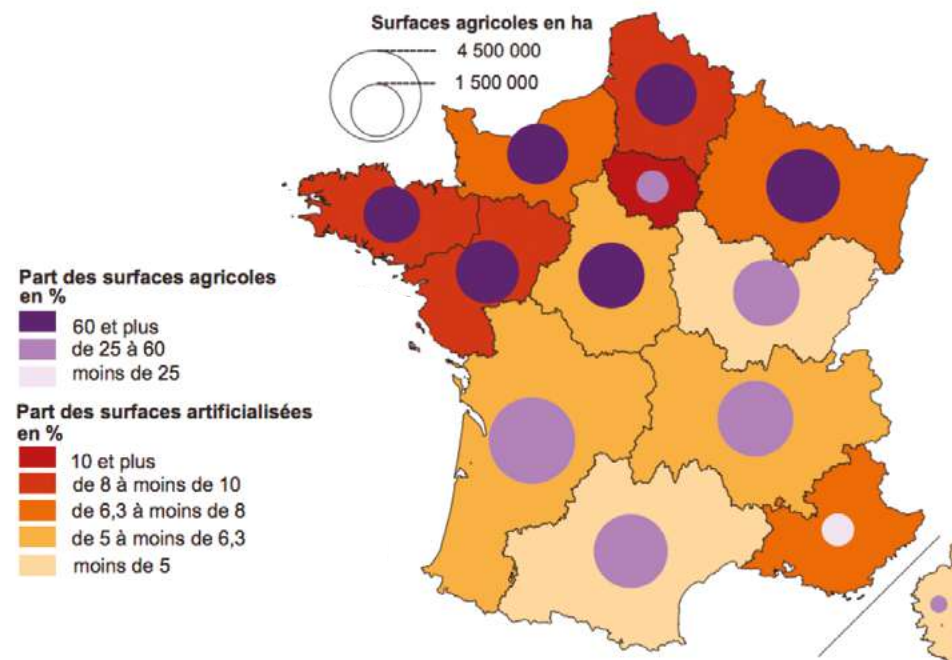 Surfaces agricoles en ha
4 500 000
1 500 000
Part des surfaces agricoles
en %
60 et plus
de 25 à 60
moins de 25
Part des surfaces artificialisées
en %
10 et plus
de 8 à moins de 10
de 6,3 à moins de 8
de 5 à moins de 6,3
moins de 5